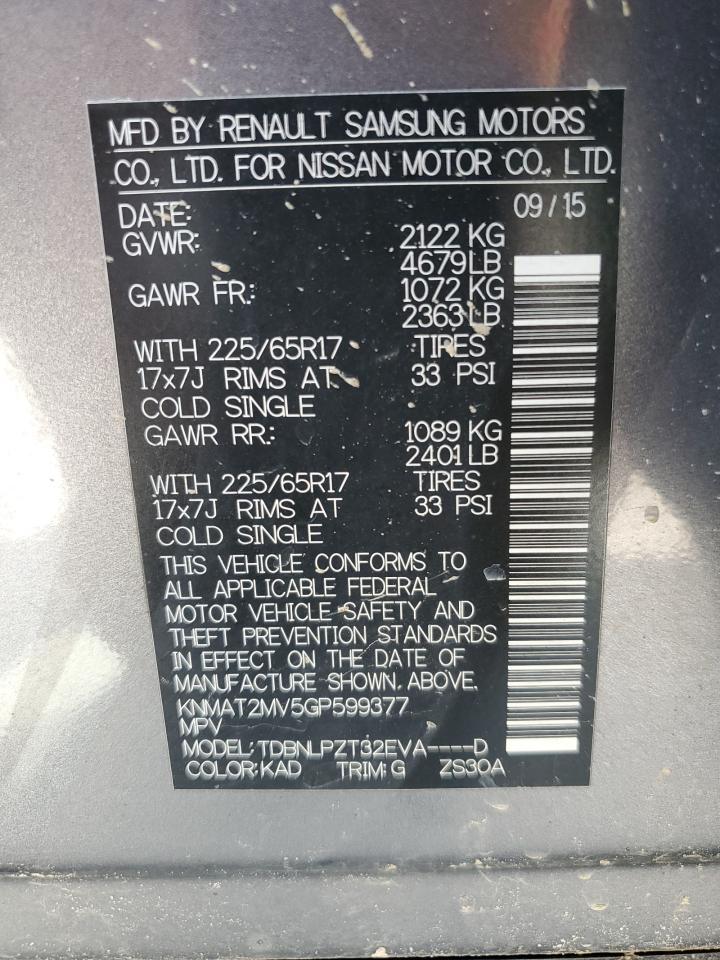 MFD BY RENAULT SAMSUNG MOTORS
CO., LTD. FOR NISSAN MOTOR CO., LTD.
DATE: 09/15
GVWR: 2122 KG
4679 LB
GAWR FR.: 1072 KG
2363 LB
WITH 225/65R17 TIRES
17x7J RIMS AT 33 PSI
COLD SINGLE
GAWR RR.: 1089 KG
2401 LB
WITH 225/65R17 TIRES
17x7J RIMS AT 33 PSI
COLD SINGLE
THIS VEHICLE CONFORMS TO
ALL APPLICABLE FEDERAL
MOTOR VEHICLE SAFETY AND
THEFT PREVENTION STANDARDS
IN EFFECT ON THE DATE OF
MANUFACTURE SHOWN ABOVE.
KNMAT2MV5GP599377
MPV
MODEL: TDBNLPZT32EVA-----D
COLOR: KAD TRIM: G ZS30A